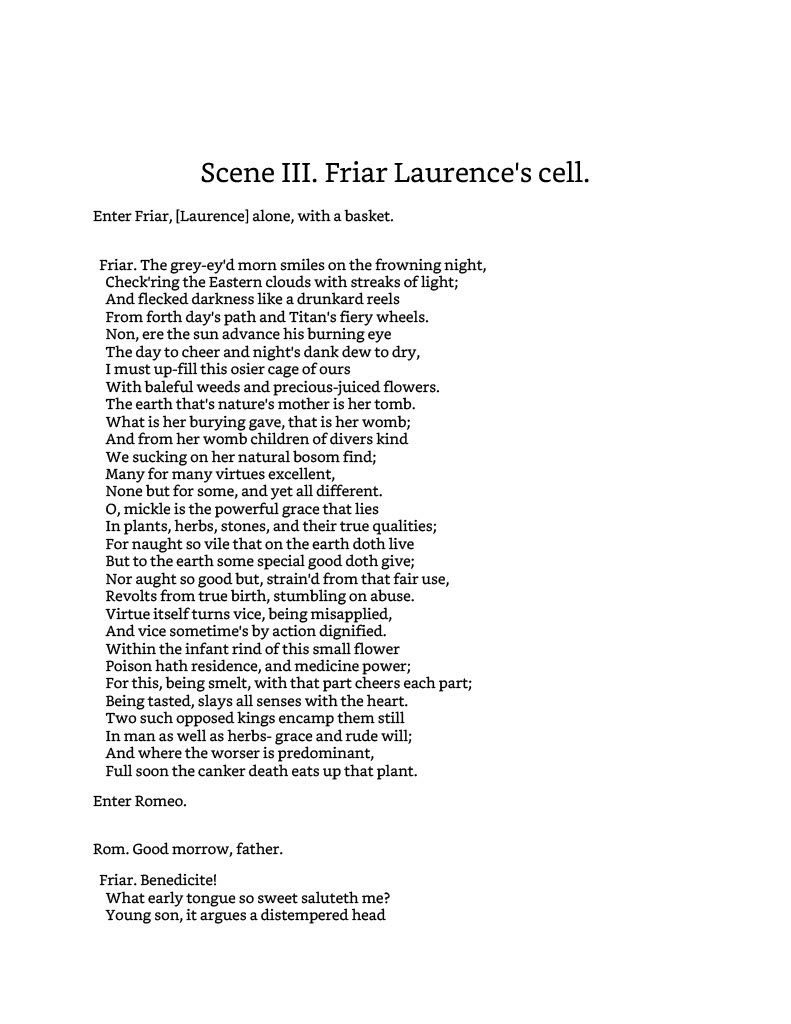 Scene III. Friar Laurence's cell.
Enter Friar, [Laurence] alone, with a basket.
Friar. The grey-ey'd morn smiles on the frowning night,
Check'ring the Eastern clouds with streaks of light;
And flecked darkness like a drunkard reels
From forth day's path and Titan's fiery wheels.
Non, ere the sun advance his burning eye
The day to cheer and night's dank dew to dry,
I must up-fill this osier cage of ours
With baleful weeds and precious-juiced flowers.
The earth that's nature's mother is her tomb.
What is her burying gave, that is her womb;
And from her womb children of divers kind
We sucking on her natural bosom find;
Many for many virtues excellent,
None but for some, and yet all different.
O, mickle is the powerful grace that lies
In plants, herbs, stones, and their true qualities;
For naught so vile that on the earth doth live
But to the earth some special good doth give;
Nor aught so good but, strain'd from that fair use,
Revolts from true birth, stumbling on abuse.
Virtue itself turns vice, being misapplied,
And vice sometime's by action dignified.
Within the infant rind of this small flower
Poison hath residence, and medicine power;
For this, being smelt, with that part cheers each part;
Being tasted, slays all senses with the heart.
Two such opposed kings encamp them still
In man as well as herbs- grace and rude will;
And where the worser is predominant,
Full soon the canker death eats up that plant.
Enter Romeo.
Rom. Good morrow, father.
Friar. Benedicite!
What early tongue so sweet saluteth me?
Young son, it argues a distempered head